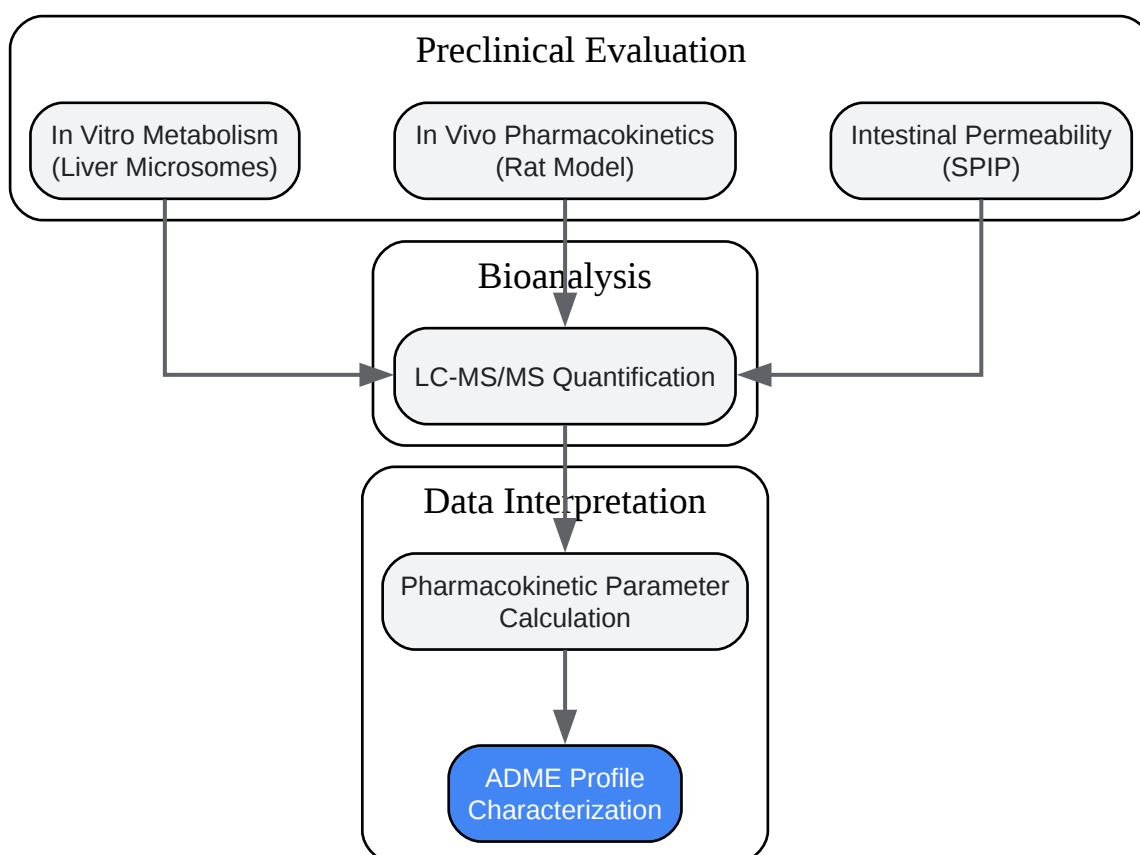 Preclinical Evaluation
In Vitro Metabolism
(Liver Microsomes)
In Vivo Pharmacokinetics
(Rat Model)
Intestinal Permeability
(SPIP)
Bioanalysis
LC-MS/MS Quantification
Data Interpretation
Pharmacokinetic Parameter
Calculation
ADME Profile
Characterization